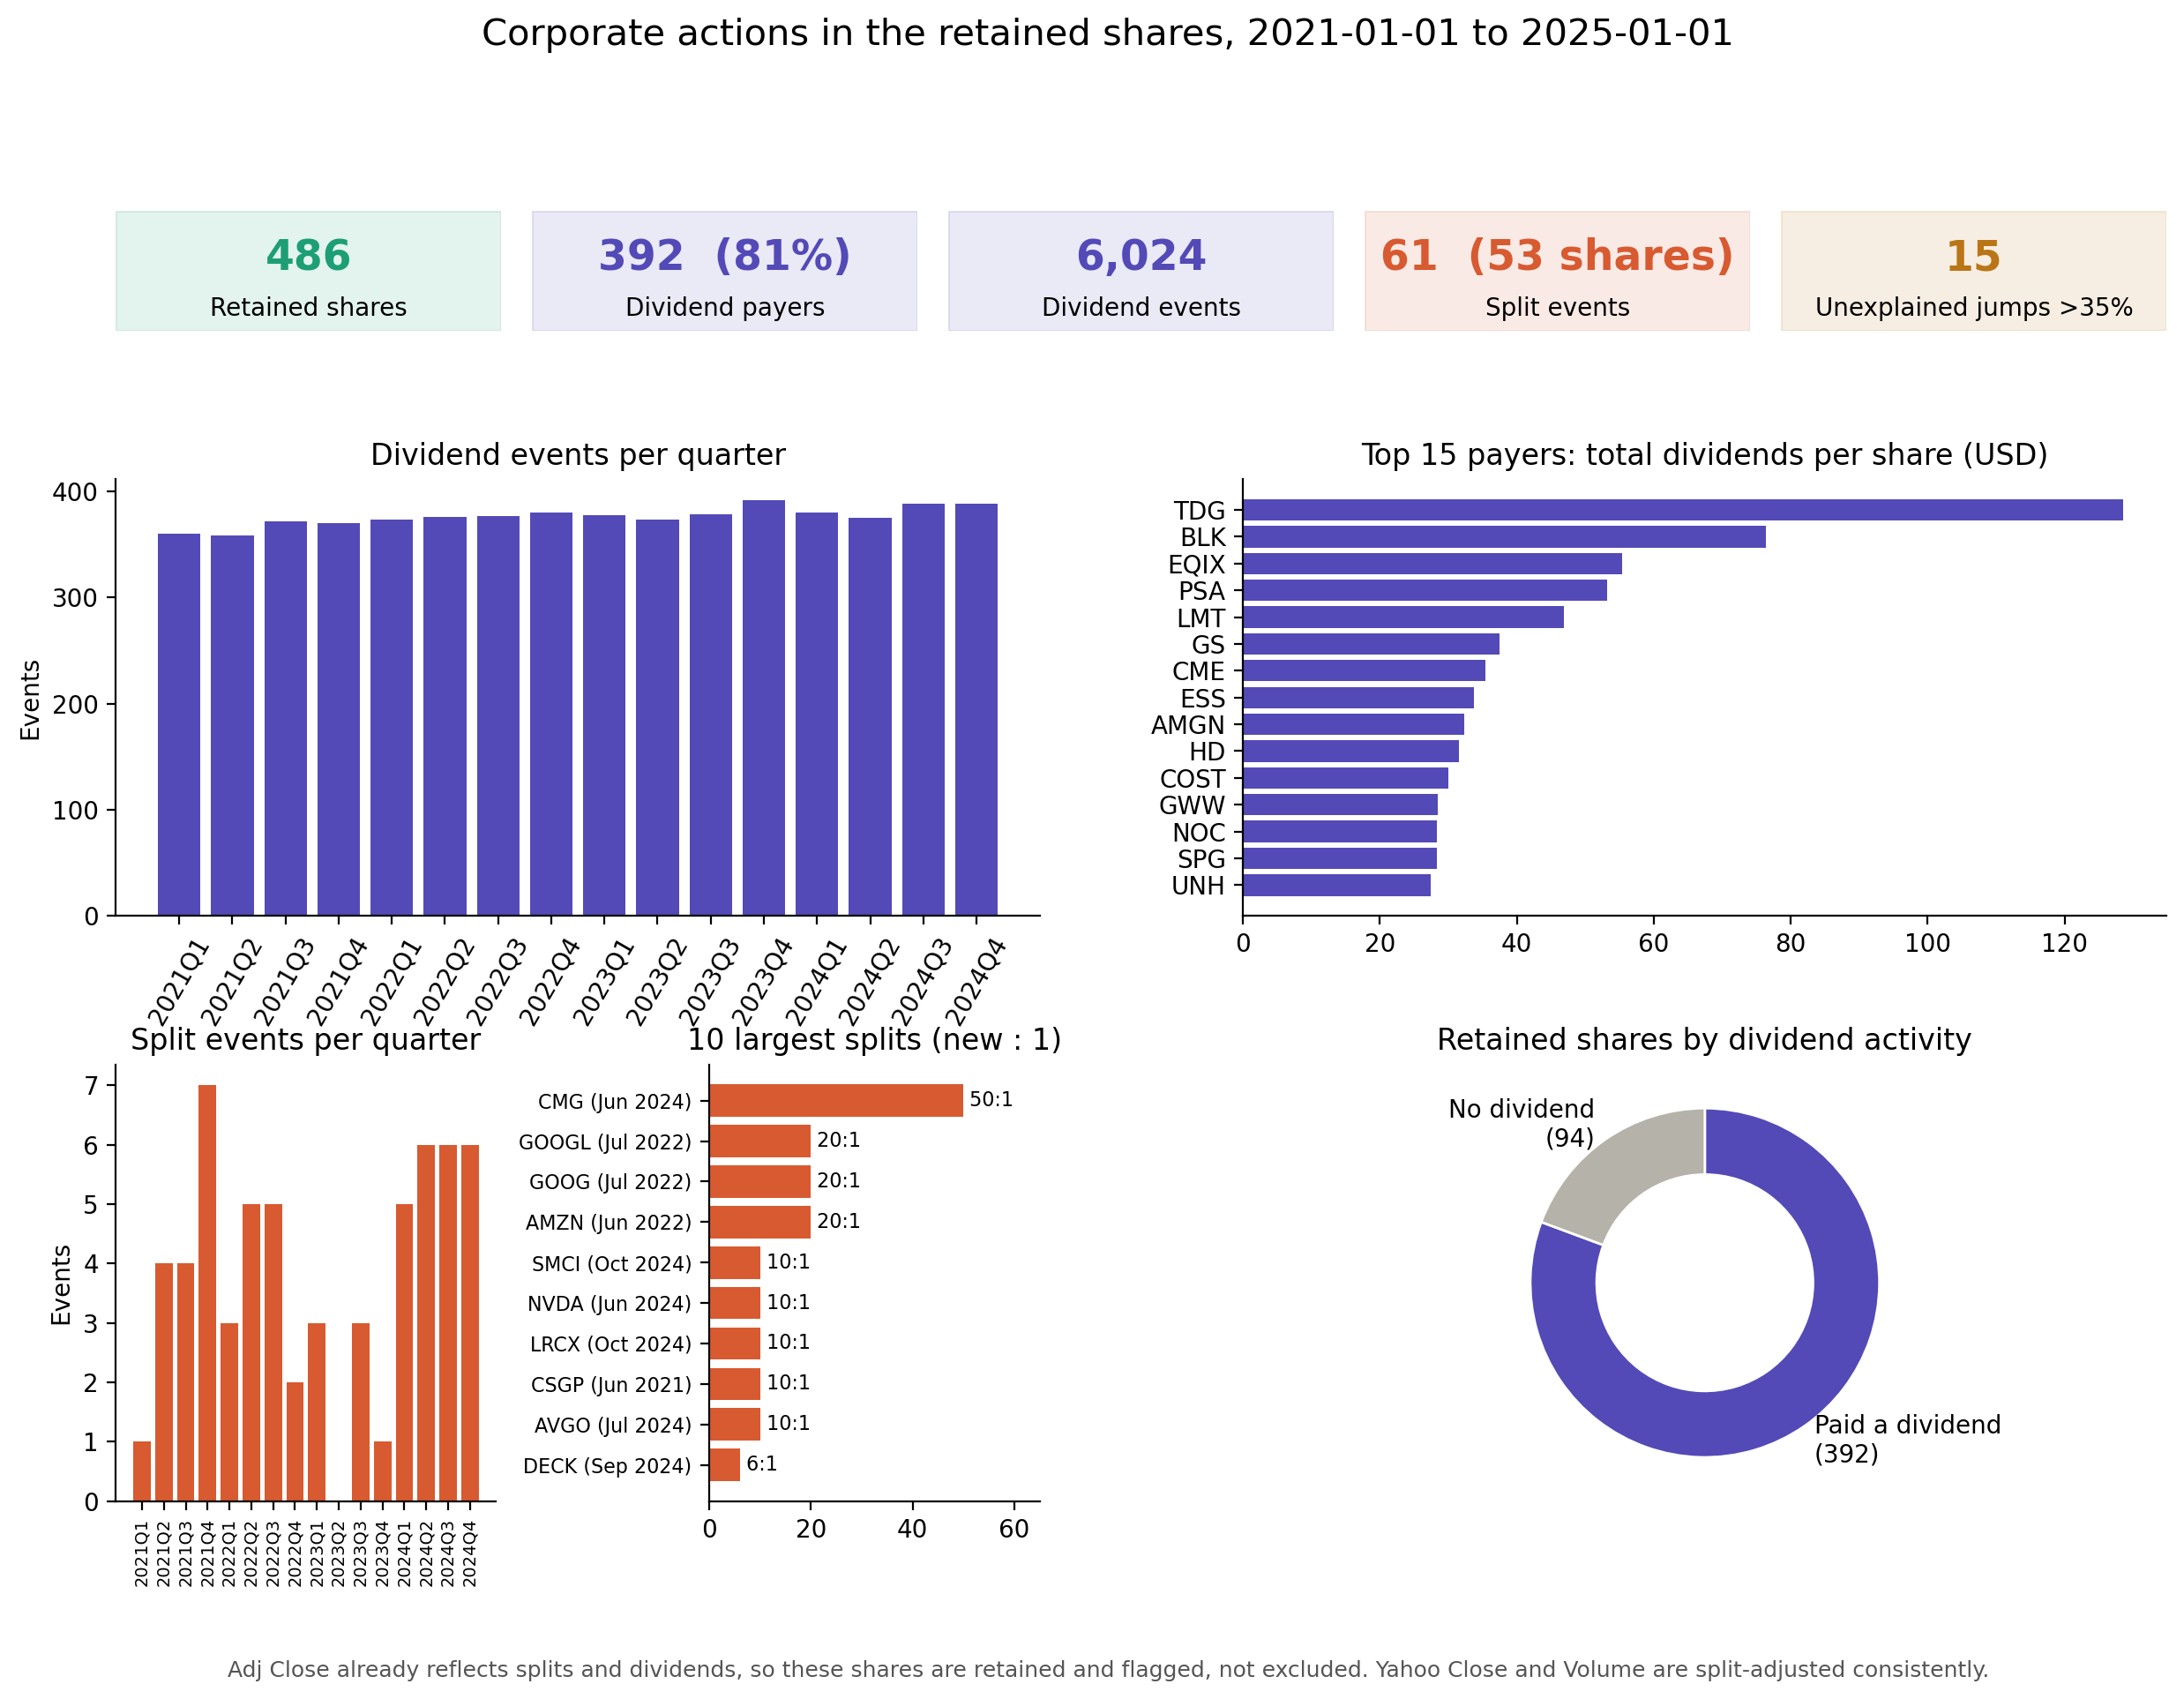 Corporate actions in the retained shares, 2021-01-01 to 2025-01-01
486
Retained shares
392 (81%)
Dividend payers
6,024
Dividend events
61 (53 shares)
Split events
15
Unexplained jumps >35%
Dividend events per quarter
Events
400
300
200
100
0
2021Q1
2021Q2
2021Q3
2021Q4
2022Q1
2022Q2
2022Q3
2022Q4
2023Q1
2023Q2
2023Q3
2023Q4
2024Q1
2024Q2
2024Q3
2024Q4
Top 15 payers: total dividends per share (USD)
TDG
BLK
EQIX
PSA
LMT
GS
CME
ESS
AMGN
HD
COST
GWW
NOC
SPG
UNH
0
20
40
60
80
100
120
Split events per quarter
Events
7
6
5
4
3
2
1
0
2021Q1
2021Q2
2021Q3
2021Q4
2022Q1
2022Q2
2022Q3
2022Q4
2023Q1
2023Q2
2023Q3
2023Q4
2024Q1
2024Q2
2024Q3
2024Q4
10 largest splits (new : 1)
CMG (Jun 2024) 50:1
GOOGL (Jul 2022) 20:1
GOOG (Jul 2022) 20:1
AMZN (Jun 2022) 20:1
SMCI (Oct 2024) 10:1
NVDA (Jun 2024) 10:1
LRCX (Oct 2024) 10:1
CSGP (Jun 2021) 10:1
AVGO (Jul 2024) 10:1
DECK (Sep 2024) 6:1
0
20
40
60
Retained shares by dividend activity
No dividend
(94)
Paid a dividend
(392)
Adj Close already reflects splits and dividends, so these shares are retained and flagged, not excluded. Yahoo Close and Volume are split-adjusted consistently.